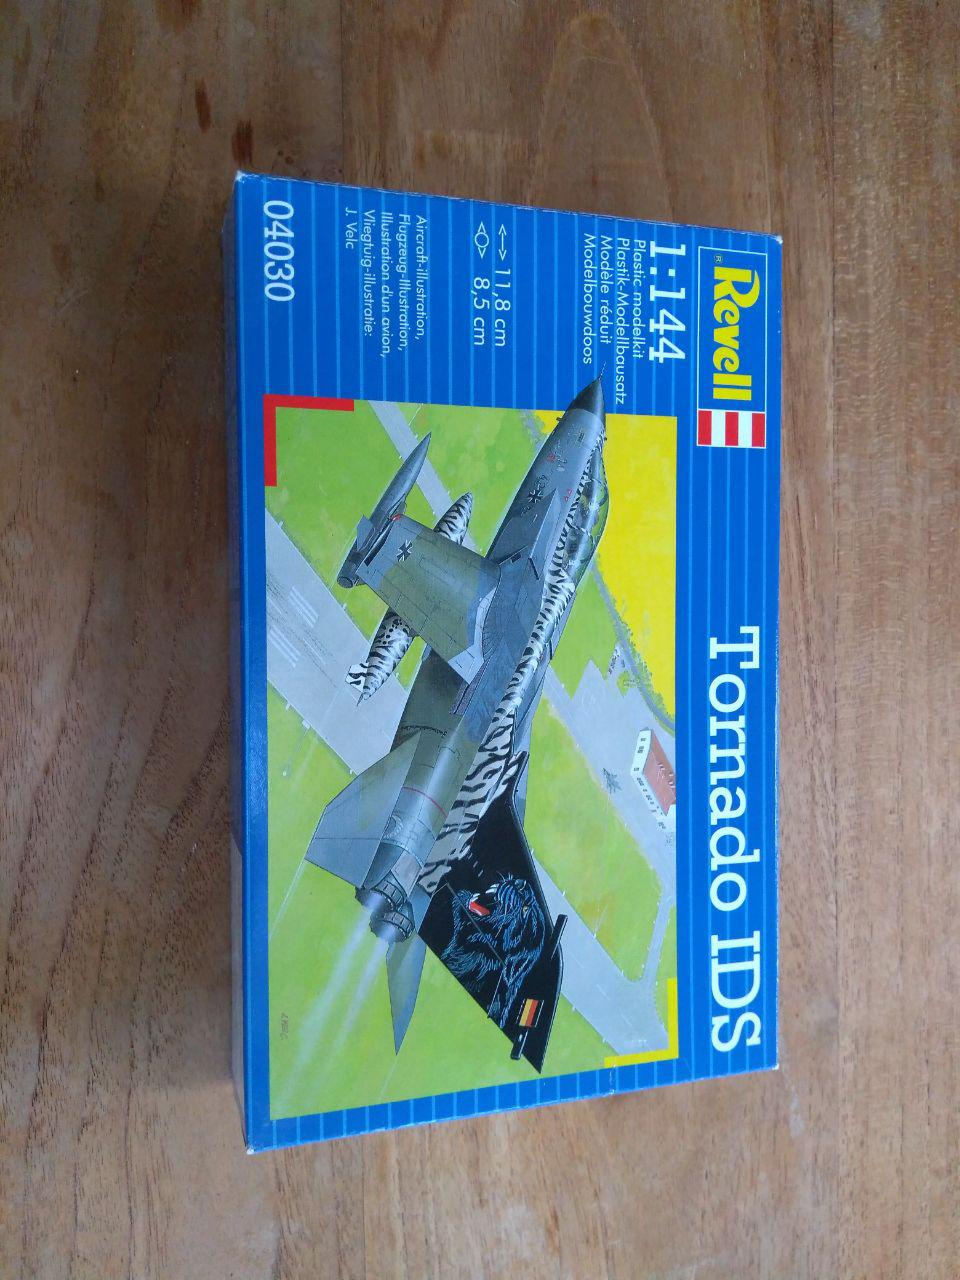 ® Revell
Tornado IDS
1:144
Plastic modelkit
Plastik-Modellbausatz
Modèle réduit
Modelbouwdoos
11,8 cm
8,5 cm
Aircraft-illustration,
Flugzeug-Illustration,
Illustration d'un avion,
Vliegtuig-illustratie:
J. Velc
04030